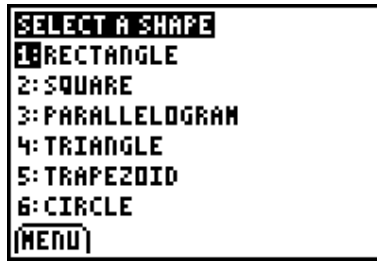 SELECT A SHAPE
1:RECTANGLE
2:SQUARE
3:PARALLELOGRAM
4:TRIANGLE
5:TRAPEZOID
6:CIRCLE
MENU